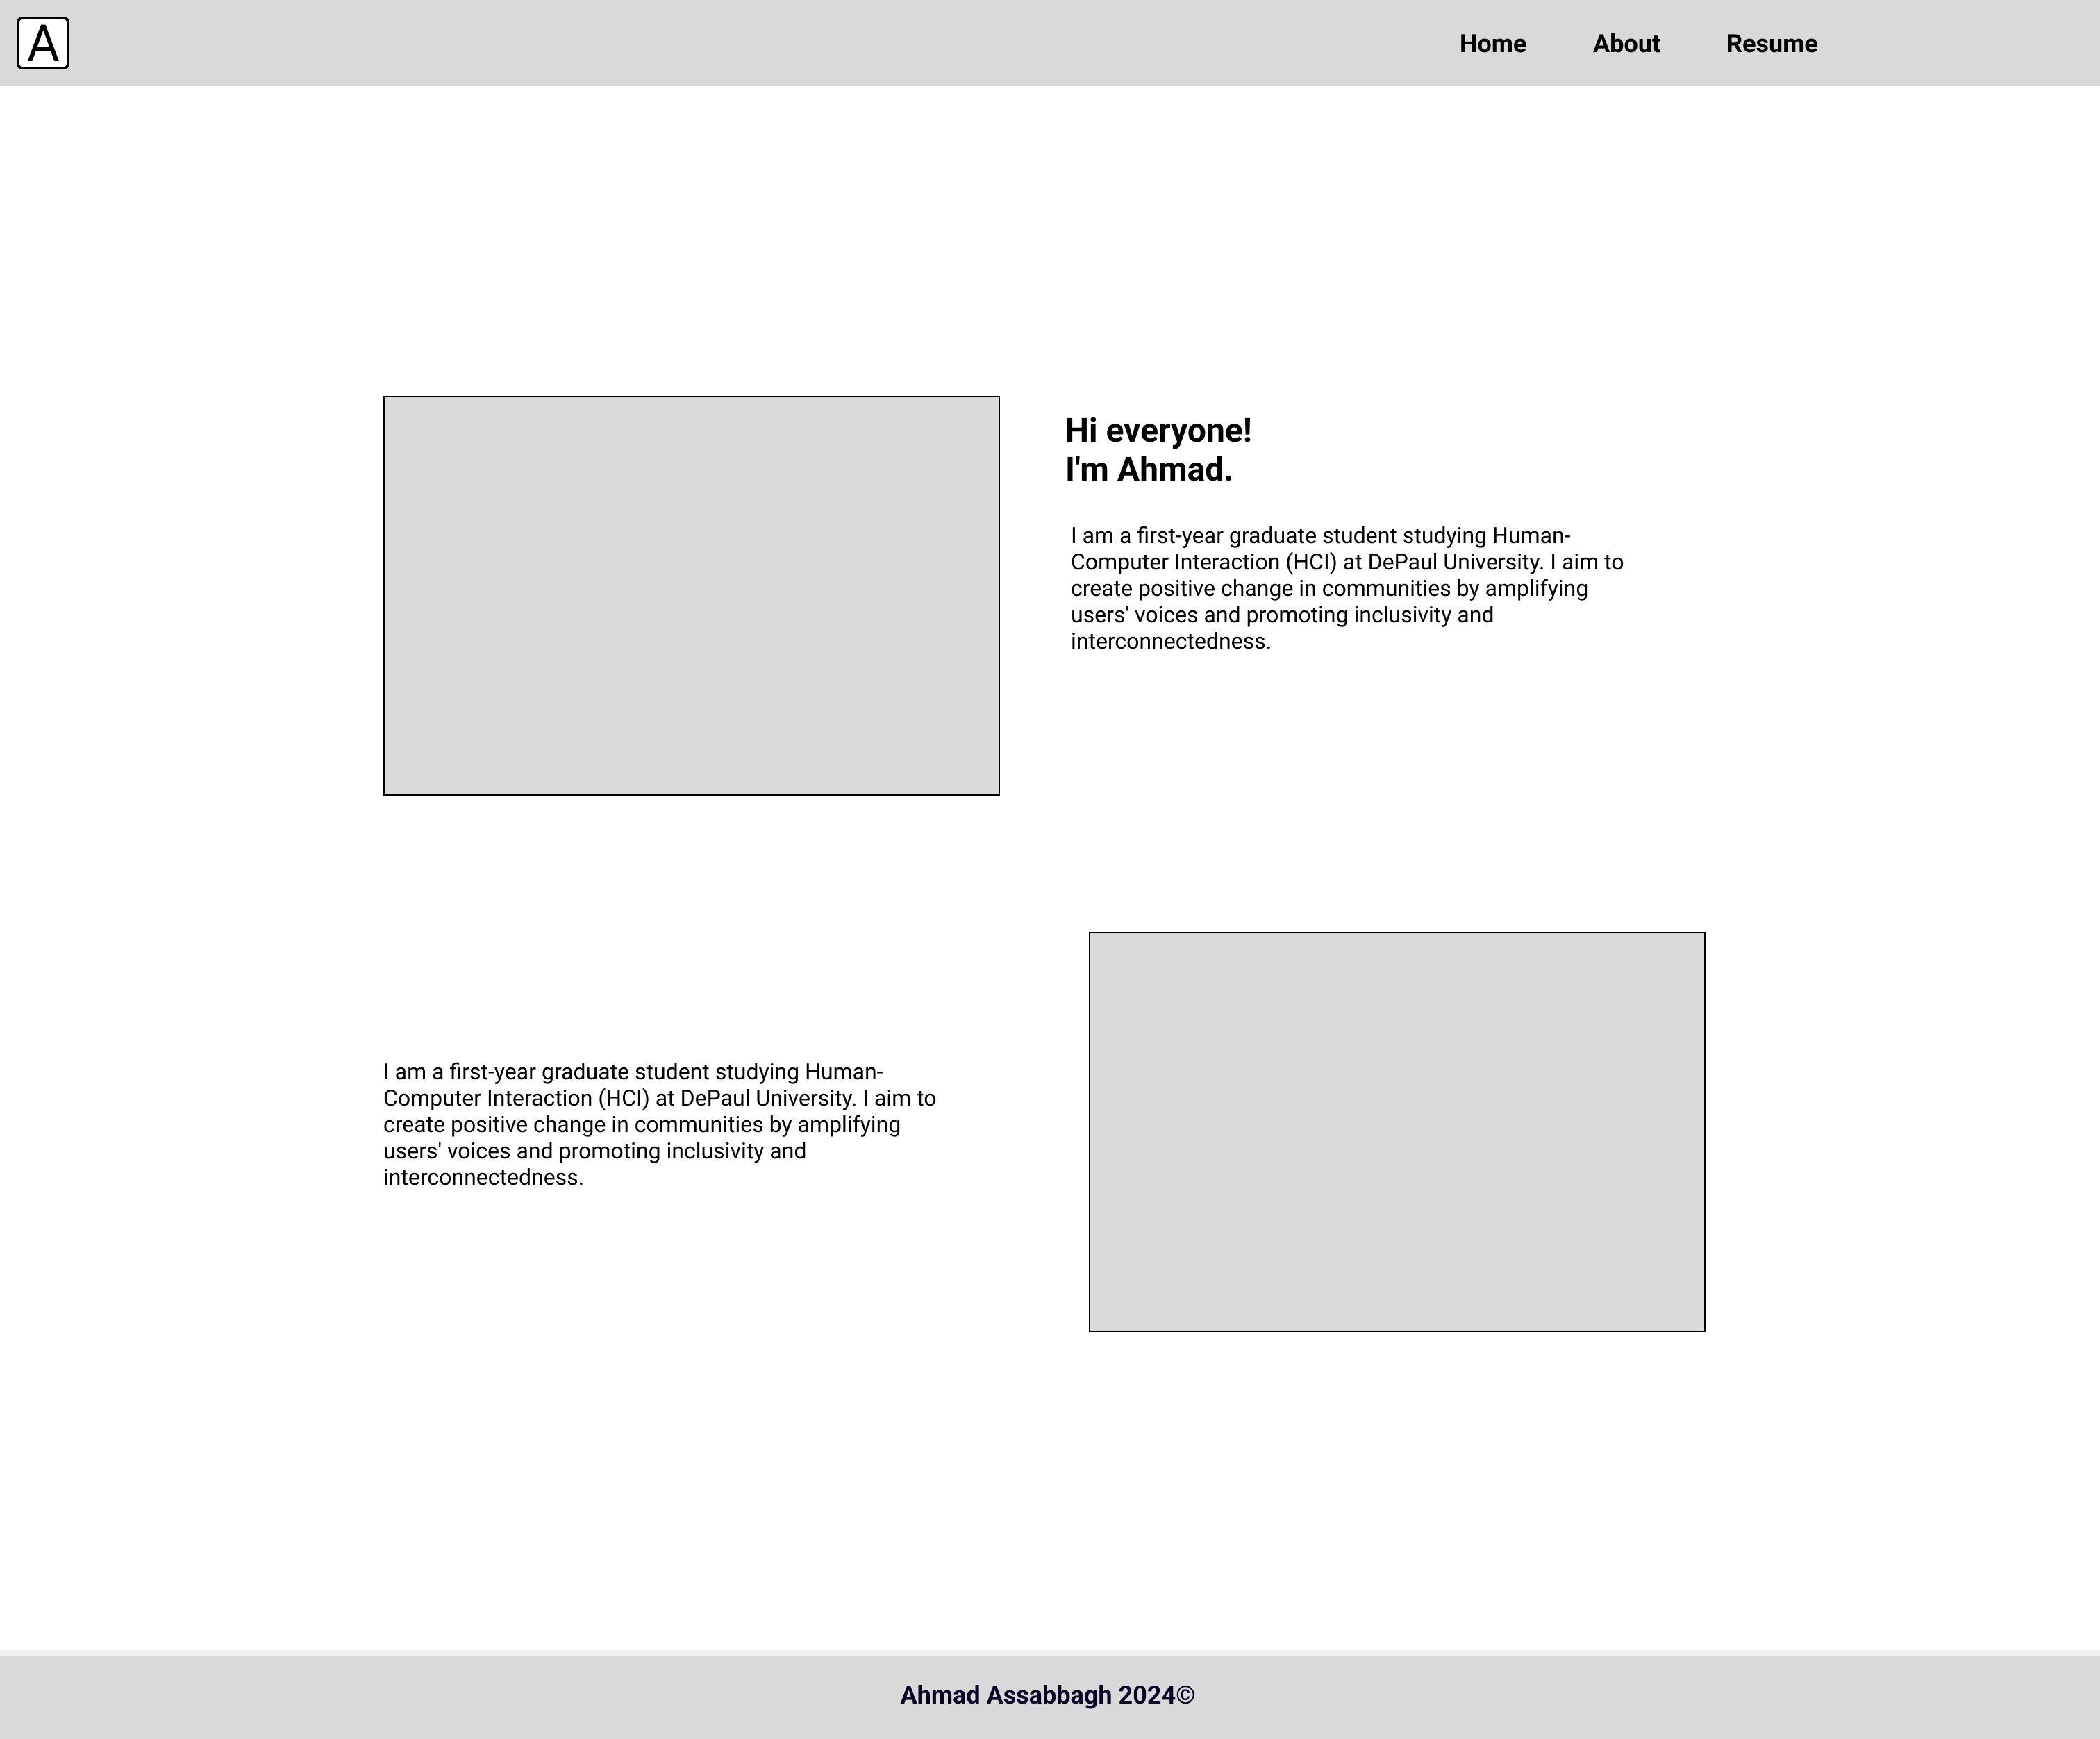 A
Home About Resume
Hi everyone!
I'm Ahmad.
I am a first-year graduate student studying Human-
Computer Interaction (HCI) at DePaul University. I aim to
create positive change in communities by amplifying
users' voices and promoting inclusivity and
interconnectedness.
I am a first-year graduate student studying Human-
Computer Interaction (HCI) at DePaul University. I aim to
create positive change in communities by amplifying
users' voices and promoting inclusivity and
interconnectedness.
Ahmad Assabbagh 2024©